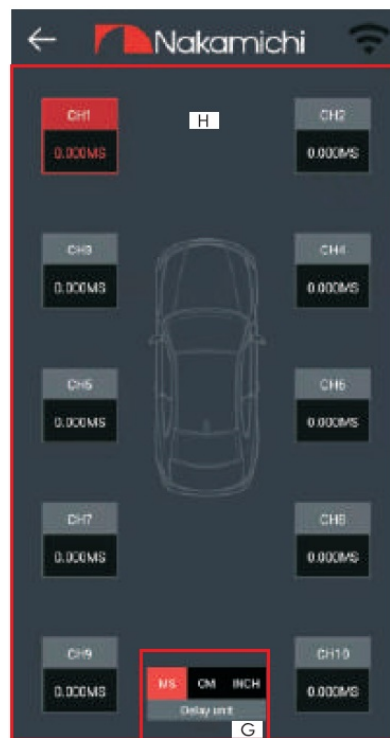 Nakamichi
CH1 H CH2
0.000MS 0.000MS
CH3 CH4
0.000MS 0.000MS
CH5 CH6
0.000MS 0.000MS
CH7 CH8
0.000MS 0.000MS
CH9 CH10
0.000MS 0.000MS
MS CM INCH
Delay unit
G